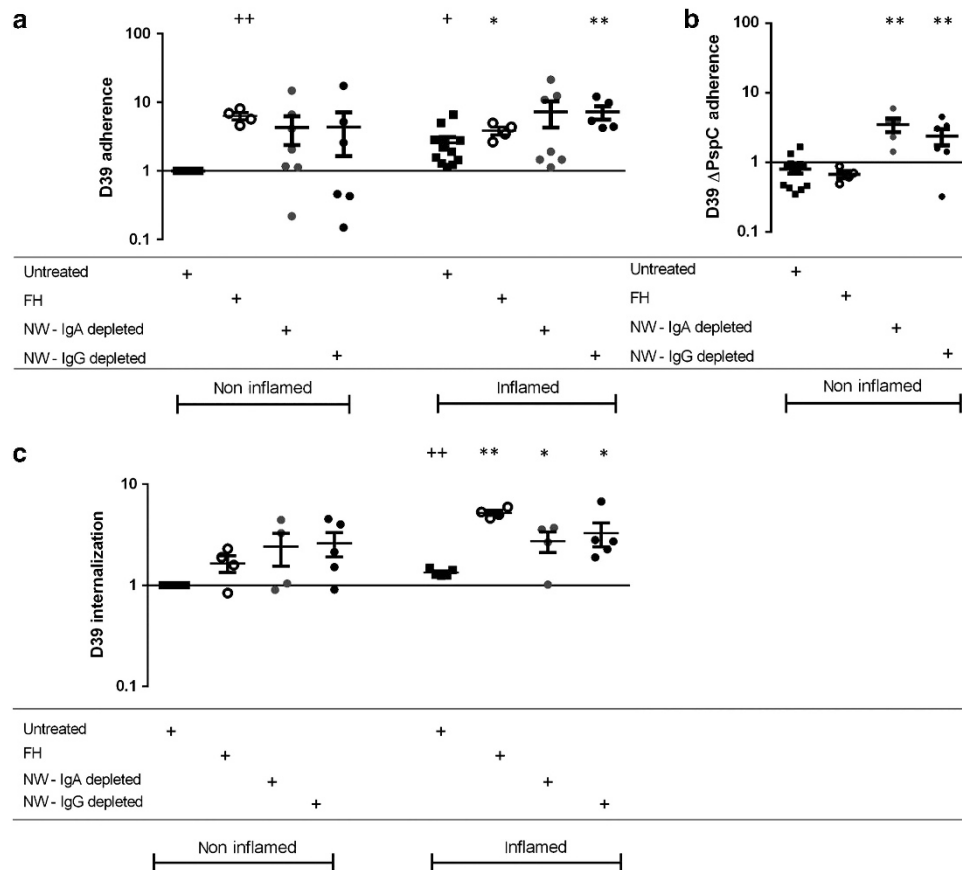 a
b
++ + * **
** **
100
10
1
0.1
D39 adherence
10
1
0.1
D39 ΔPspC adherence
Untreated + +
FH + +
NW - IgA depleted + +
NW - IgG depleted + +
Non inflamed
Inflamed
Untreated +
FH +
NW - IgA depleted +
NW - IgG depleted +
Non inflamed
c
++ ** * *
10
1
0.1
D39 internalization
Untreated + +
FH + +
NW - IgA depleted + +
NW - IgG depleted + +
Non inflamed
Inflamed